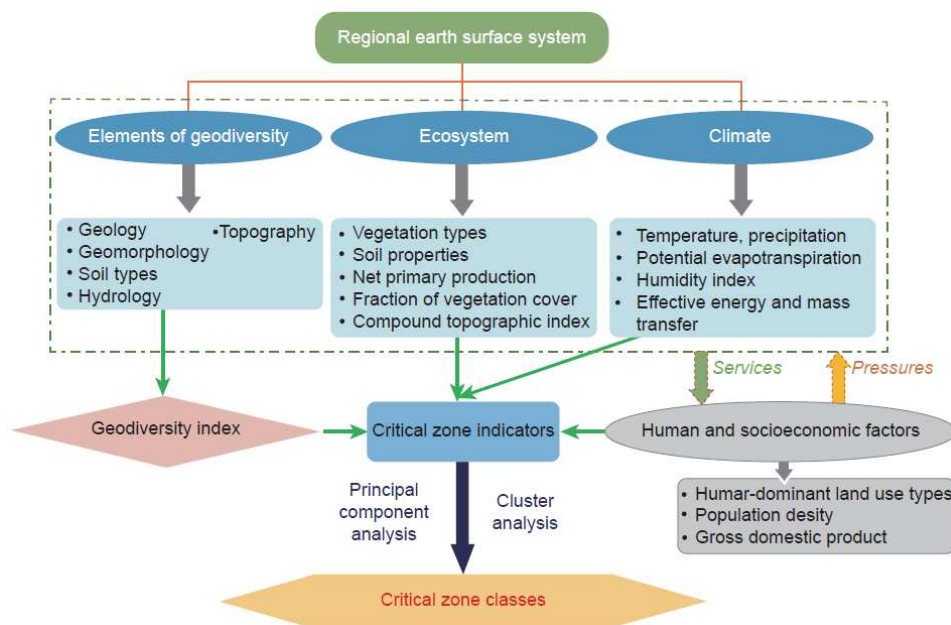 Regional earth surface system
Elements of geodiversity
Ecosystem
Climate
• Geology
•Topography
• Geomorphology
• Soil types
• Hydrology
• Vegetation types
• Soil properties
• Net primary production
• Fraction of vegetation cover
• Compound topographic index
• Temperature, precipitation
• Potential evapotranspiration
• Humidity index
• Effective energy and mass
transfer
Services
Pressures
Geodiversity index
Critical zone indicators
Human and socioeconomic factors
Principal
component
analysis
Cluster
analysis
• Humar-dominant land use types
• Population desity
• Gross domestic product
Critical zone classes